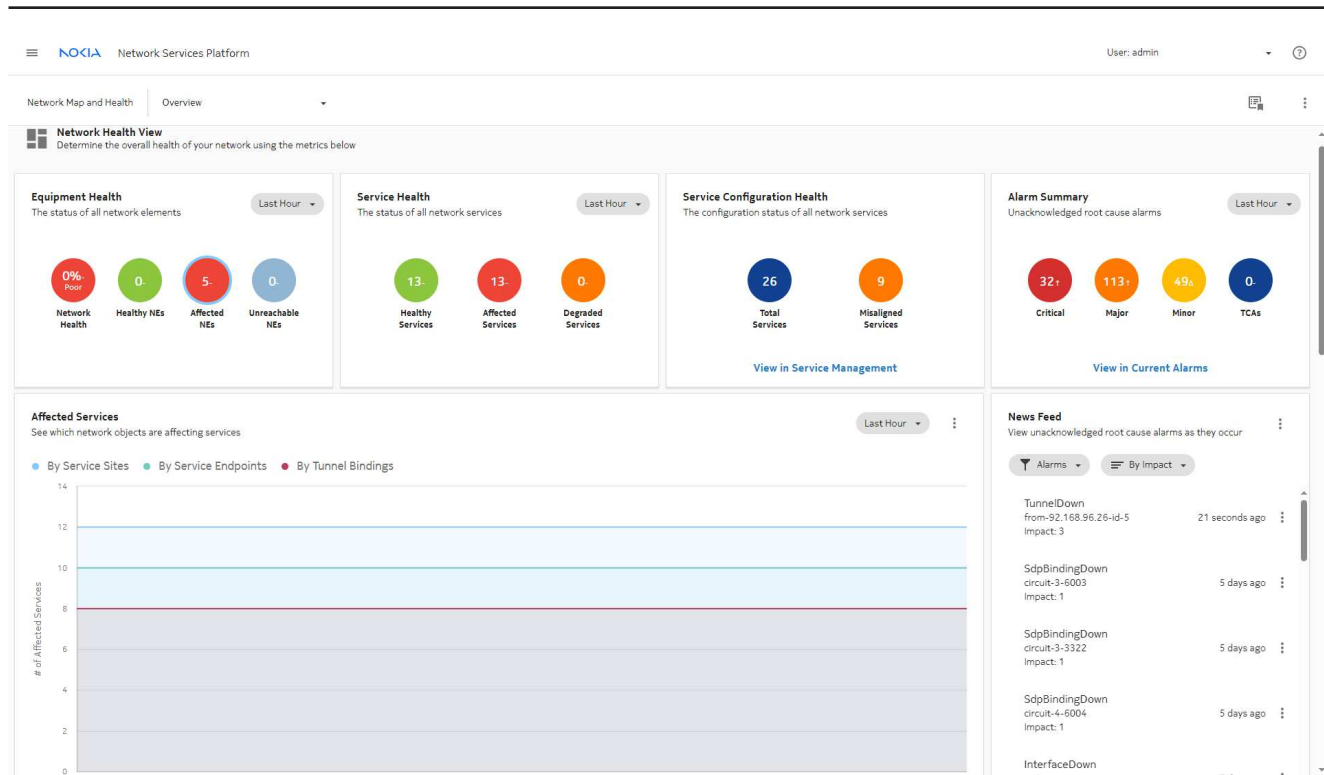 NOKIA Network Services Platform
User: admin
Network Map and Health
Overview
Network Health View
Determine the overall health of your network using the metrics below
Equipment Health
The status of all network elements
Last Hour
0%-
Poor
0-
5-
0-
Network
Health
Healthy NEs
Affected
NEs
Unreachable
NEs
Service Health
The status of all network services
Last Hour
13-
13-
0-
Healthy
Services
Affected
Services
Degraded
Services
Service Configuration Health
The configuration status of all network services
26
9
Total
Services
Misaligned
Services
View in Service Management
Alarm Summary
Unacknowledged root cause alarms
Last Hour
32↑
113↑
49
0-
Critical
Major
Minor
TCAs
View in Current Alarms
Affected Services
See which network objects are affecting services
Last Hour
By Service Sites
By Service Endpoints
By Tunnel Bindings
# of Affected Services
14
12
10
8
6
4
2
0
News Feed
View unacknowledged root cause alarms as they occur
Alarms
By Impact
TunnelDown
from-92.168.96.26-id-5
21 seconds ago
Impact: 3
SdpBindingDown
circuit-3-6003
5 days ago
Impact: 1
SdpBindingDown
circuit-3-3322
5 days ago
Impact: 1
SdpBindingDown
circuit-4-6004
5 days ago
Impact: 1
InterfaceDown